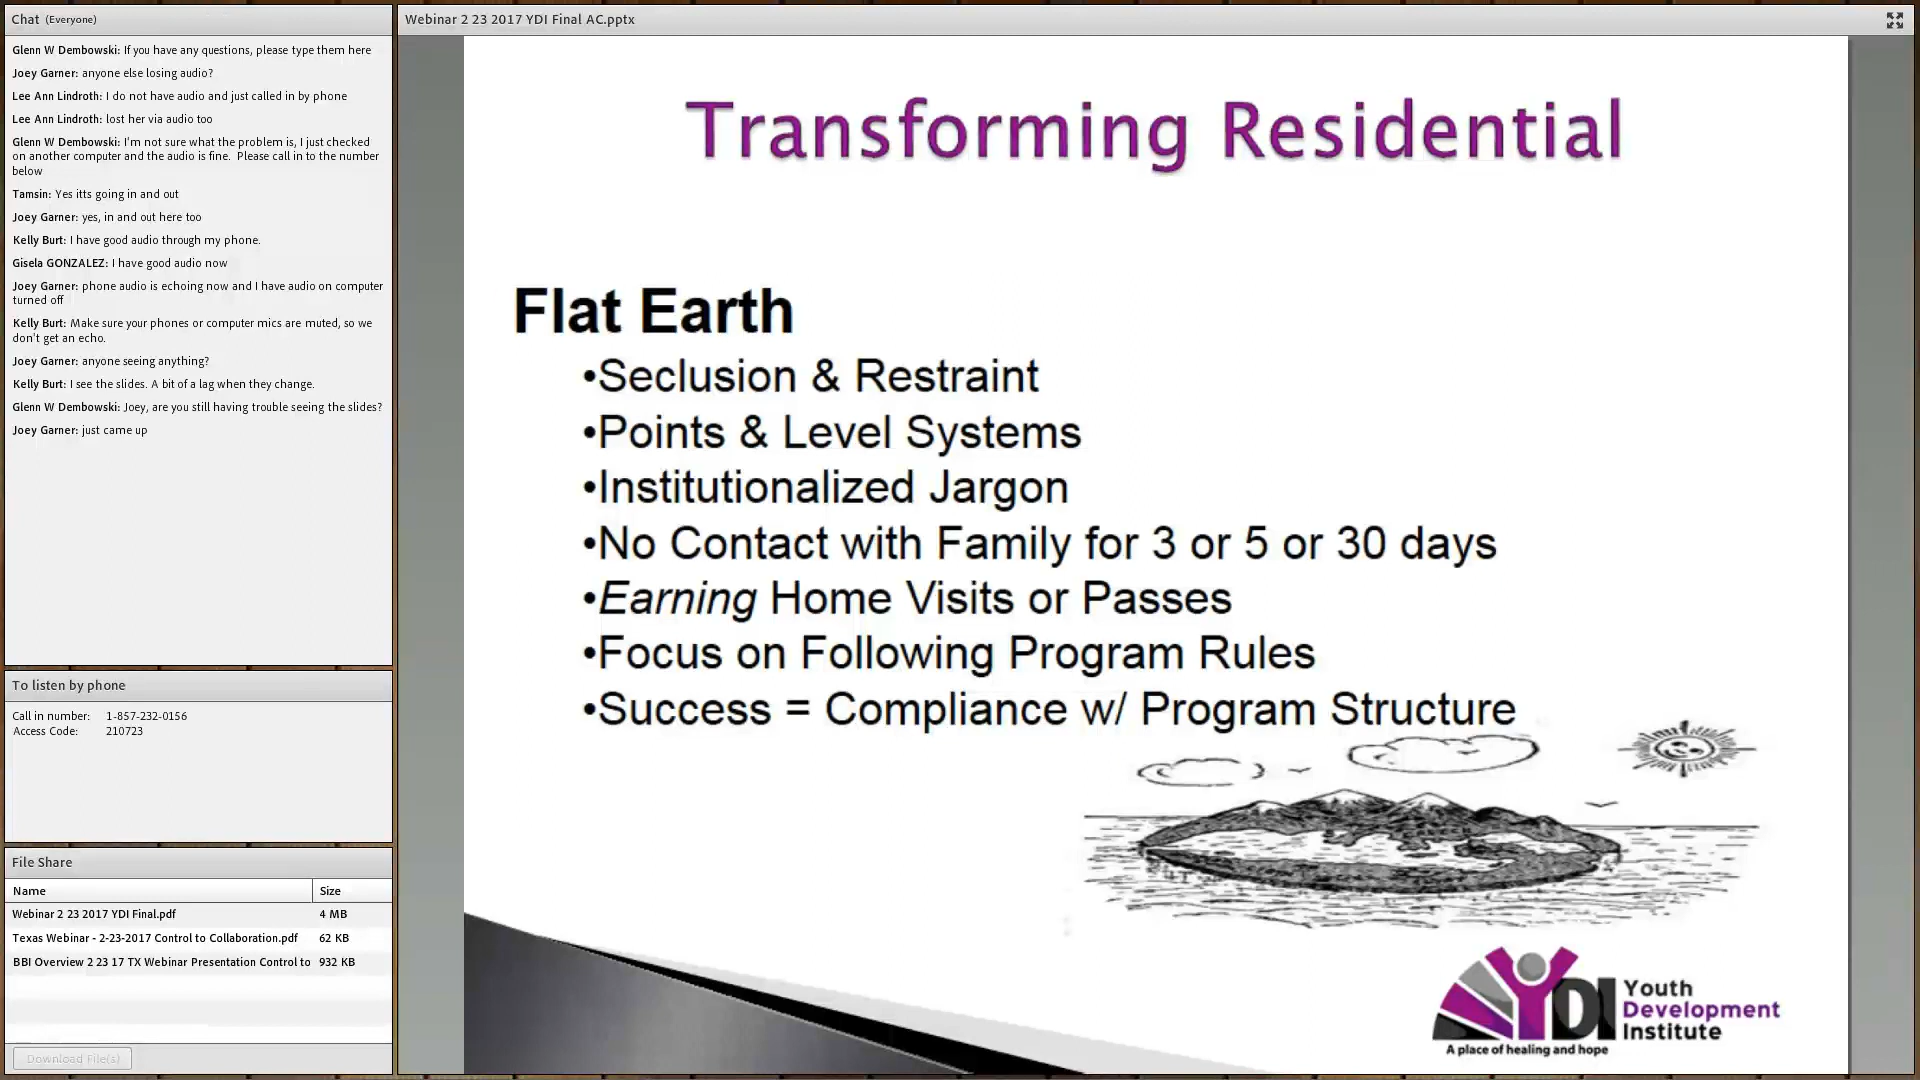 Chat (Everyone)
Glenn W Dembowski: If you have any questions, please type them here
Joey Garner: anyone else losing audio?
Lee Ann Lindroth: I do not have audio and just called in by phone
Lee Ann Lindroth: lost her via audio too
Glenn W Dembowski: I'm not sure what the problem is, I just checked
on another computer and the audio is fine. Please call in to the number
below
Tamsin: Yes itts going in and out
Joey Garner: yes, in and out here too
Kelly Burt: I have good audio through my phone.
Gisela GONZALEZ: I have good audio now
Joey Garner: phone audio is echoing now and I have audio on computer
turned off
Kelly Burt: Make sure your phones or computer mics are muted, so we
don't get an echo.
Joey Garner: anyone seeing anything?
Kelly Burt: I see the slides. A bit of a lag when they change.
Glenn W Dembowski: Joey, are you still having trouble seeing the slides?
Joey Garner: just came up
To listen by phone
Call in number: 1-857-232-0156
Access Code: 210723
File Share
Name Size
Webinar 2 23 2017 YDI Final.pdf 4 MB
Texas Webinar - 2-23-2017 Control to Collaboration.pdf 62 KB
BBI Overview 2 23 17 TX Webinar Presentation Control to 932 KB
Download File(s)
Webinar 2 23 2017 YDI Final AC.pptx
Transforming Residential
Flat Earth
•Seclusion & Restraint
•Points & Level Systems
•Institutionalized Jargon
•No Contact with Family for 3 or 5 or 30 days
•Earning Home Visits or Passes
•Focus on Following Program Rules
•Success = Compliance w/ Program Structure
YDI
Youth
Development
Institute
A place of healing and hope